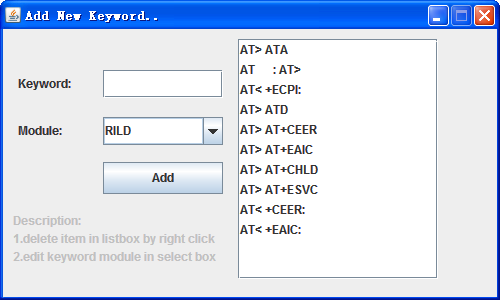 Add New Keyword..
Keyword:
Module:
RILD
Add
Description:
1.delete item in listbox by right click
2.edit keyword module in select box
AT> ATA
AT     : AT>
AT< +ECPI:
AT> ATD
AT> AT+CEER
AT> AT+EAIC
AT> AT+CHLD
AT> AT+ESVC
AT< +CEER:
AT< +EAIC: